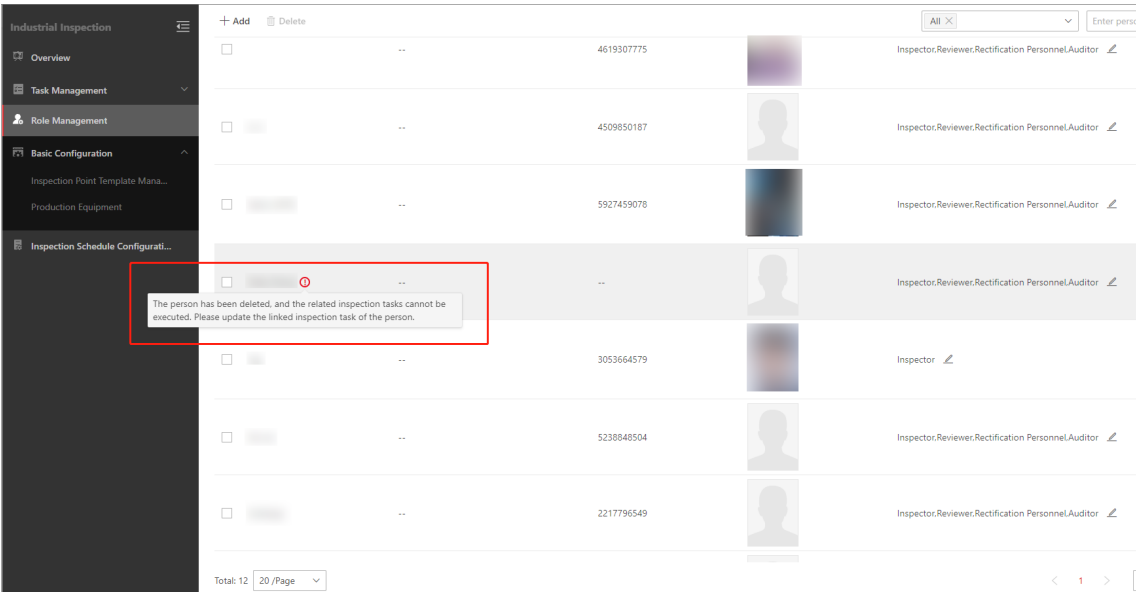 Industrial Inspection
Overview
Task Management
Role Management
Basic Configuration
Inspection Point Template Mana...
Production Equipment
Inspection Schedule Configurati...
Add Delete All Enter perso
-- 4619307775 Inspector,Reviewer,Rectification Personnel,Auditor
-- 4509850187 Inspector,Reviewer,Rectification Personnel,Auditor
-- 5927459078 Inspector,Reviewer,Rectification Personnel,Auditor
-- -- Inspector,Reviewer,Rectification Personnel,Auditor
The person has been deleted, and the related inspection tasks cannot be
executed. Please update the linked inspection task of the person.
-- 3053664579 Inspector
-- 5238848504 Inspector,Reviewer,Rectification Personnel,Auditor
-- 2217796549 Inspector,Reviewer,Rectification Personnel,Auditor
Total: 12 20 /Page < 1 >